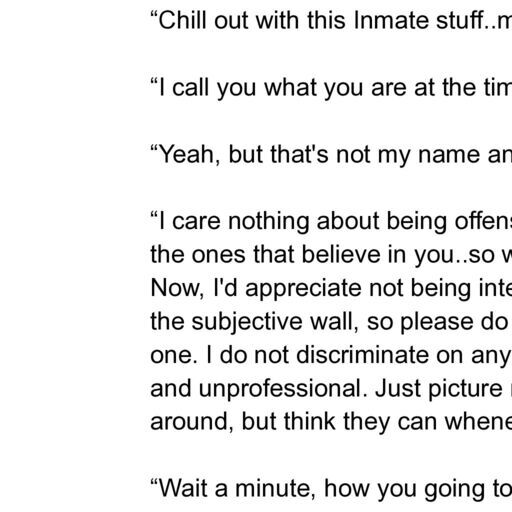 “Chill out with this Inmate stuff..m
“I call you what you are at the tim
“Yeah, but that's not my name an
“I care nothing about being offens
the ones that believe in you..so w
Now, I'd appreciate not being inte
the subjective wall, so please do
one. I do not discriminate on any
and unprofessional. Just picture
around, but think they can whene
“Wait a minute, how you going to